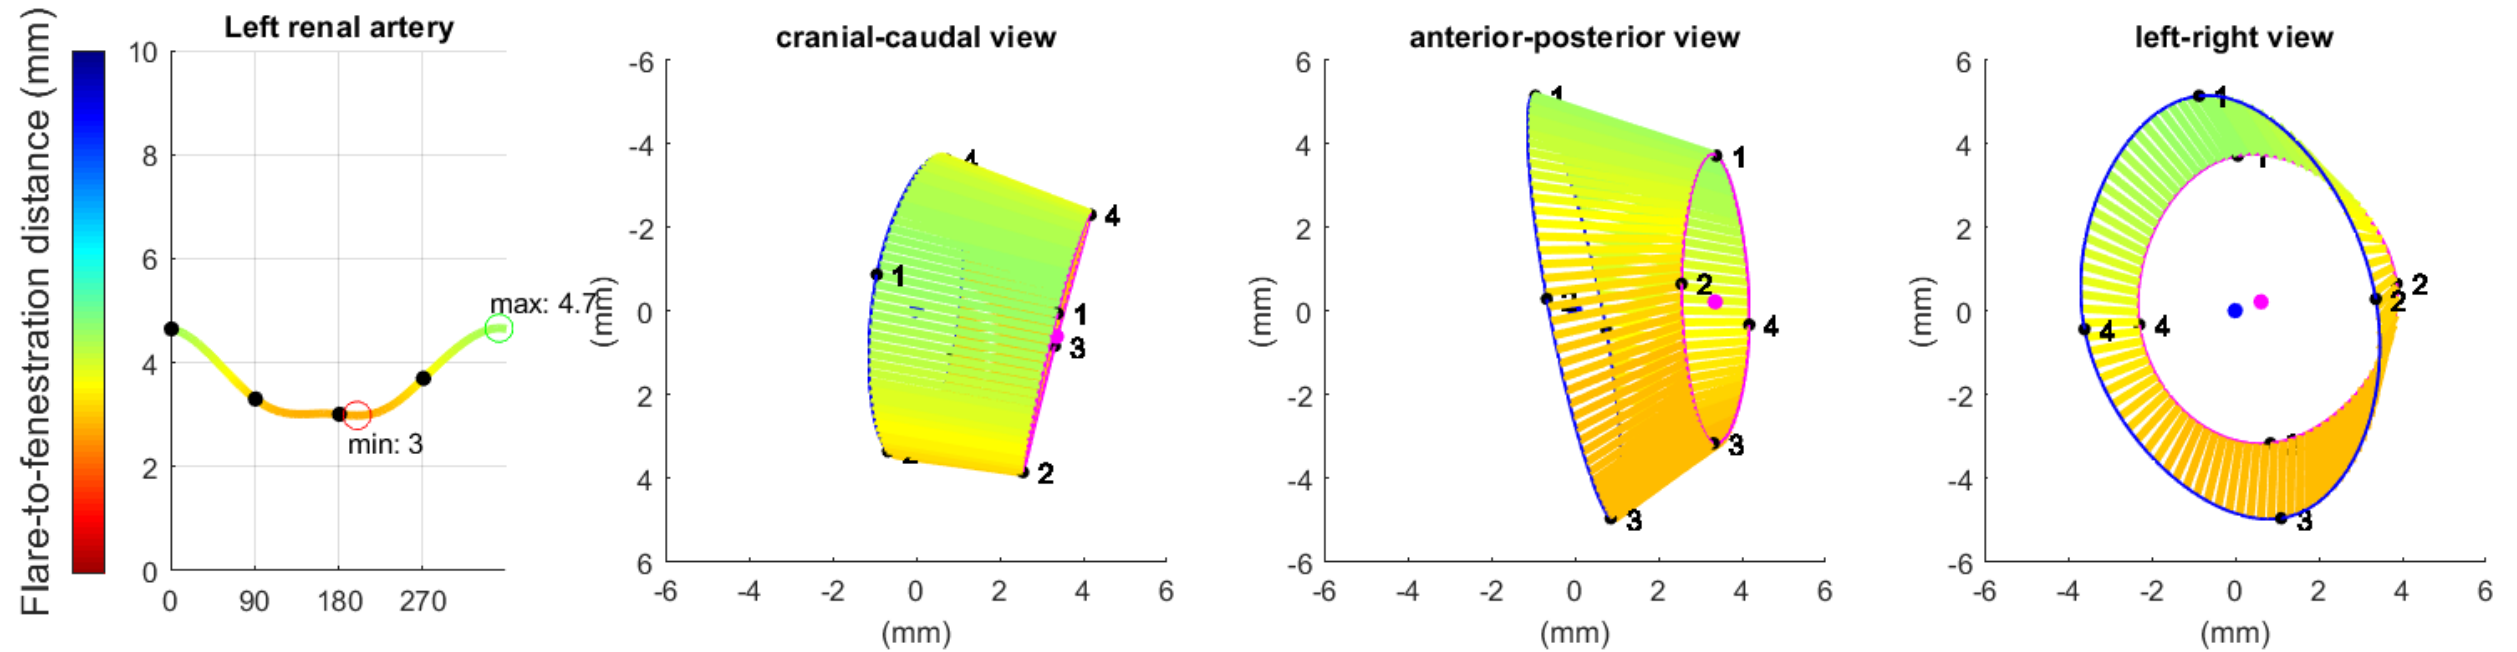 Flare-to-fenestration distance (mm)
Left renal artery
10
8
6
4
2
0
0 90 180 270
max: 4.7
min: 3
cranial-caudal view
-6
-4
-2
0
2
4
6
-6 -4 -2 0 2 4 6
(mm)
(mm)
4
4
1
1
3
2
2
anterior-posterior view
6
4
2
0
-2
-4
-6
-6 -4 -2 0 2 4 6
(mm)
(mm)
1
1
2
4
3
3
left-right view
6
4
2
0
-2
-4
-6
-6 -4 -2 0 2 4 6
(mm)
(mm)
1
1
2
2
4
4
3